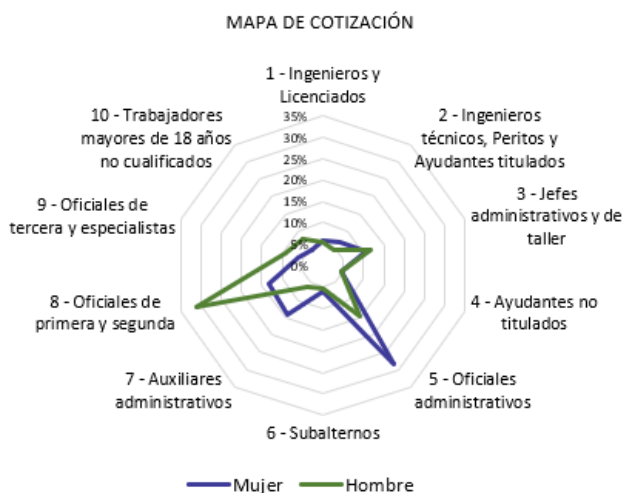 MAPA DE COTIZACIÓN
1 - Ingenieros y
Licenciados
2 - Ingenieros
técnicos, Peritos y
Ayudantes titulados
3 - Jefes
administrativos y de
taller
4 - Ayudantes no
titulados
5 - Oficiales
administrativos
6 - Subalternos
7 - Auxiliares
administrativos
8 - Oficiales de
primera y segunda
9 - Oficiales de
tercera y especialistas
10 - Trabajadores
mayores de 18 años
no cualificados
35%
30%
25%
20%
15%
10%
5%
0%
Mujer
Hombre